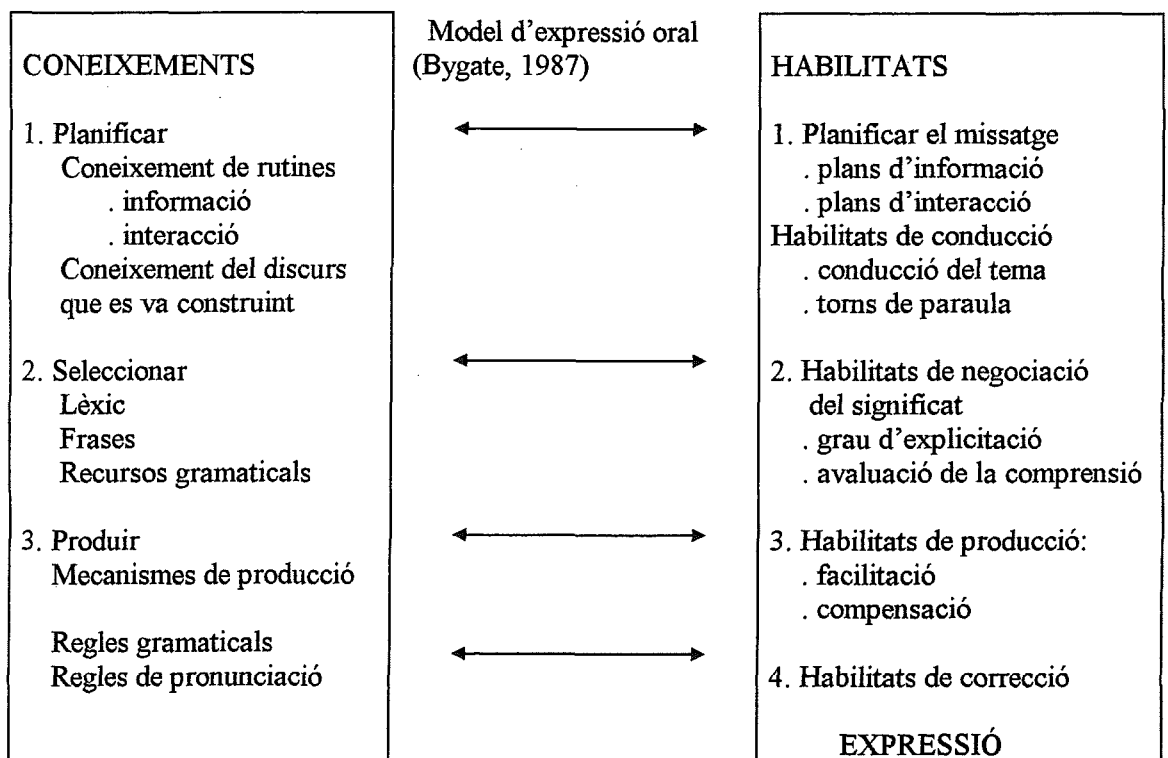 Model d'expressió oral
(Bygate, 1987)
CONEIXEMENTS
1. Planificar
Coneixement de rutines
. informació
. interacció
Coneixement del discurs
que es va construint
2. Seleccionar
Lèxic
Frases
Recursos gramaticals
3. Produir
Mecanismes de producció
Regles gramaticals
Regles de pronunciació
HABILITATS
1. Planificar el missatge
. plans d'informació
. plans d'interacció
Habilitats de conducció
. conducció del tema
. torns de paraula
2. Habilitats de negociació
del significat
. grau d'explicitació
. avaluació de la comprensió
3. Habilitats de producció:
. facilitació
. compensació
4. Habilitats de correcció
EXPRESSIÓ